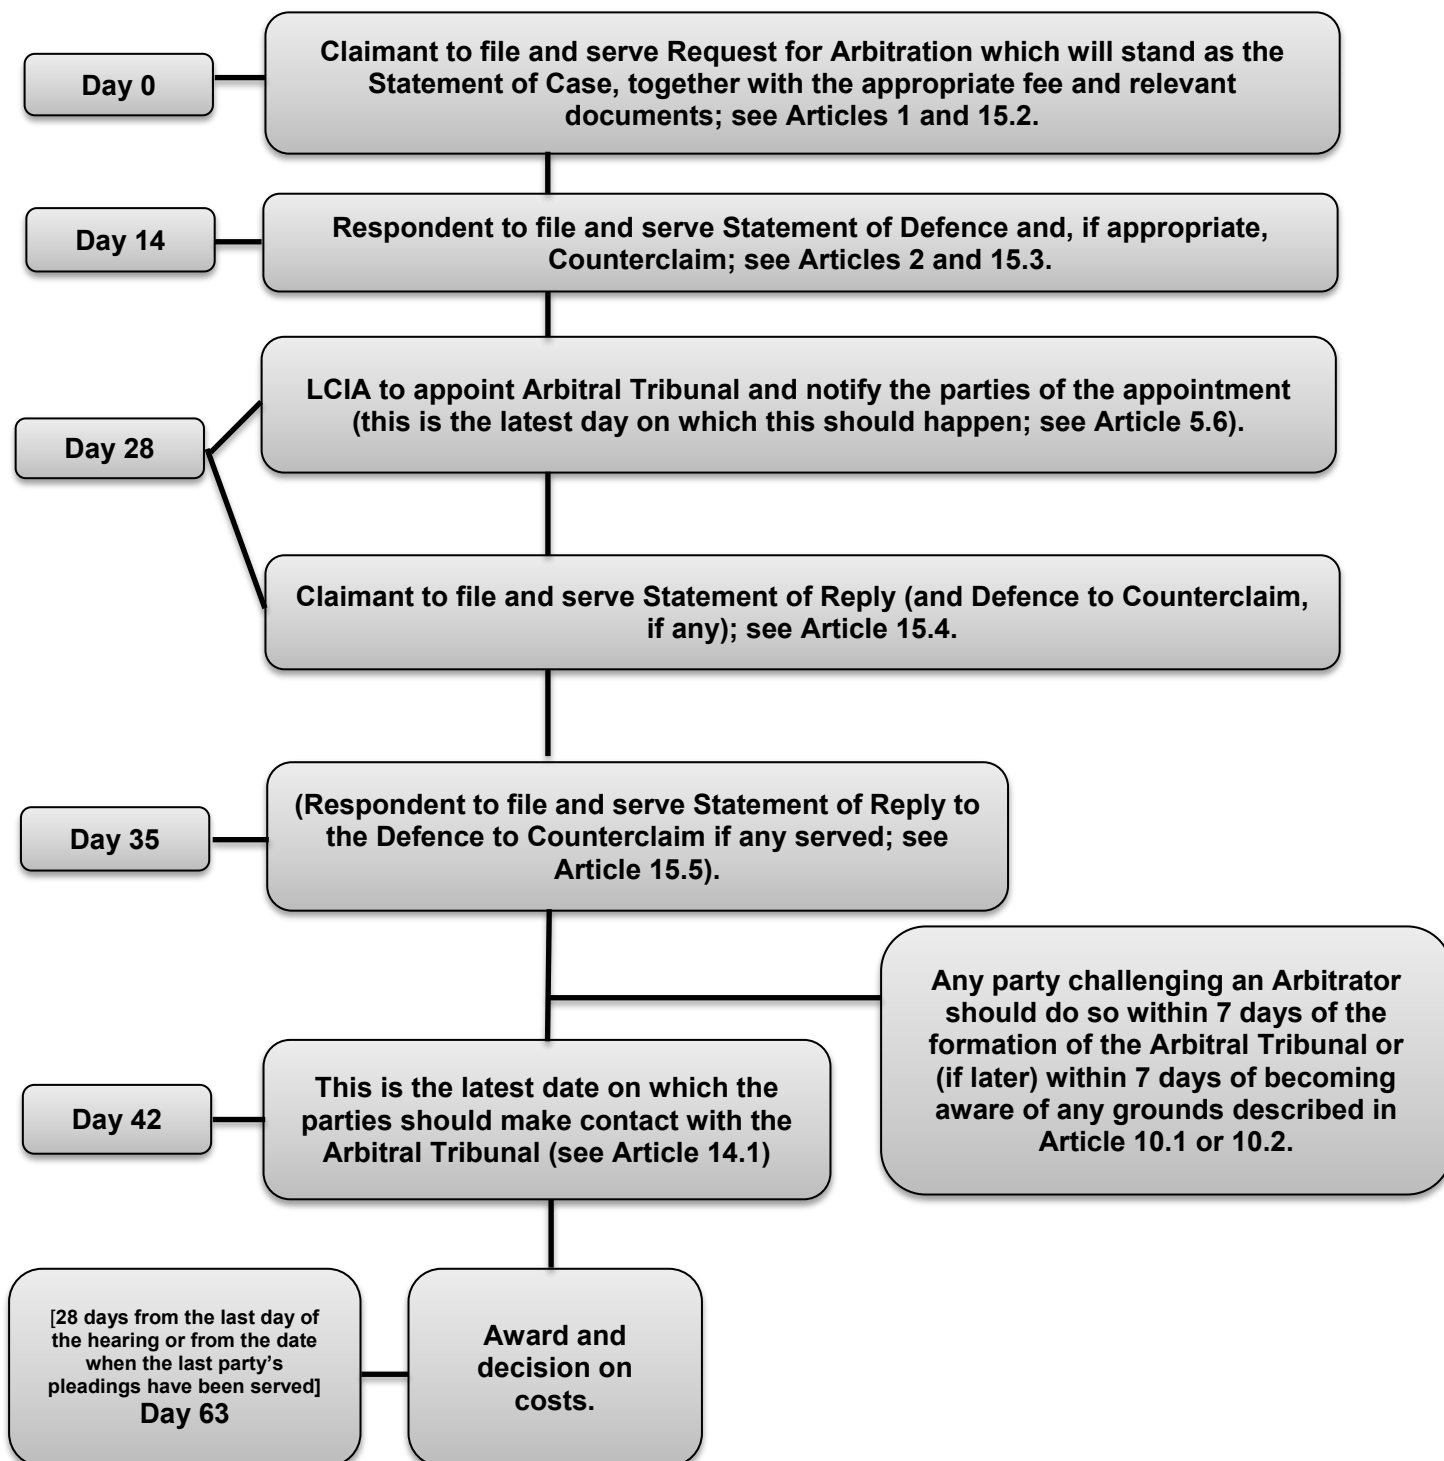 Day 0
Claimant to file and serve Request for Arbitration which will stand as the
Statement of Case, together with the appropriate fee and relevant
documents; see Articles 1 and 15.2.
Day 14
Respondent to file and serve Statement of Defence and, if appropriate,
Counterclaim; see Articles 2 and 15.3.
Day 28
LCIA to appoint Arbitral Tribunal and notify the parties of the appointment
(this is the latest day on which this should happen; see Article 5.6).
Claimant to file and serve Statement of Reply (and Defence to Counterclaim,
if any); see Article 15.4.
Day 35
(Respondent to file and serve Statement of Reply to
the Defence to Counterclaim if any served; see
Article 15.5).
Any party challenging an Arbitrator
should do so within 7 days of the
formation of the Arbitral Tribunal or
(if later) within 7 days of becoming
aware of any grounds described in
Article 10.1 or 10.2.
Day 42
This is the latest date on which the
parties should make contact with the
Arbitral Tribunal (see Article 14.1)
[28 days from the last day of
the hearing or from the date
when the last party’s
pleadings have been served]
Day 63
Award and
decision on
costs.